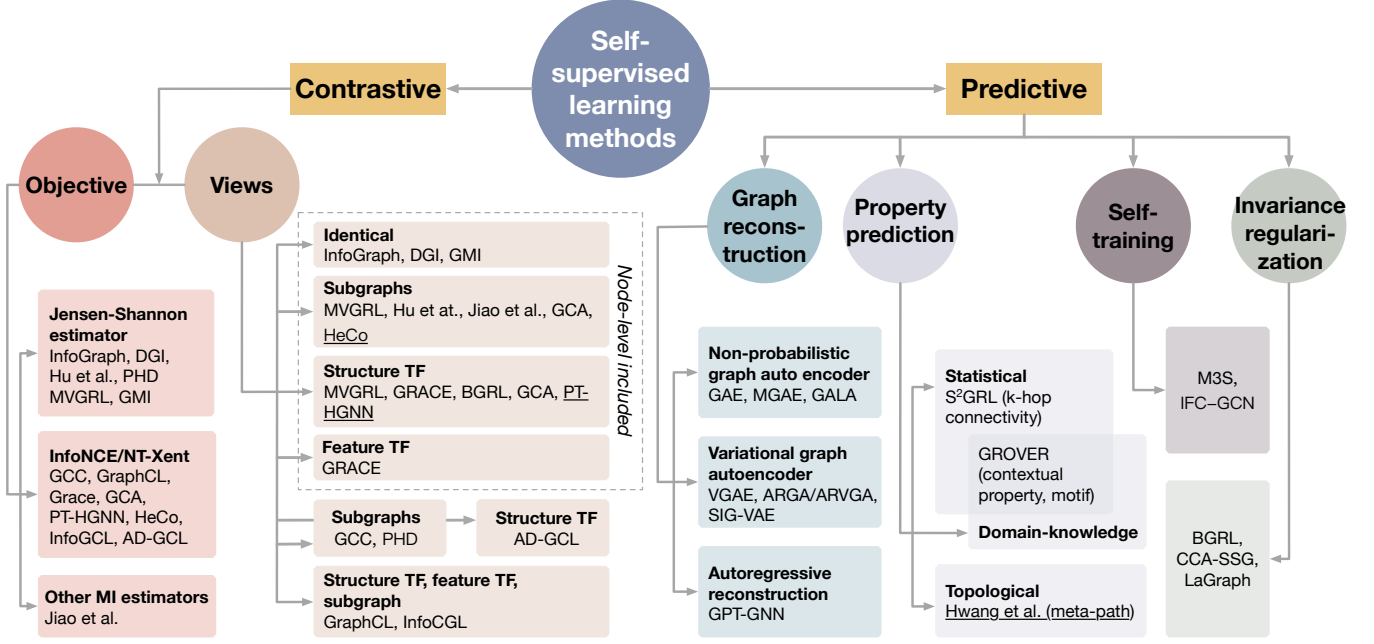 Self-
supervised
learning
methods
Contrastive
Predictive
Objective
Views
Jensen-Shannon
estimator
InfoGraph, DGI,
Hu et al., PHD
MVGRL, GMI
InfoNCE/NT-Xent
GCC, GraphCL,
Grace, GCA,
PT-HGNN, HeCo,
InfoGCL, AD-GCL
Other MI estimators
Jiao et al.
Identical
InfoGraph, DGI, GMI
Subgraphs
MVGRL, Hu et at., Jiao et al., GCA,
HeCo
Structure TF
MVGRL, GRACE, BGRL, GCA, PT-
HGNN
Feature TF
GRACE
Node-level included
Subgraphs
GCC, PHD
Structure TF
AD-GCL
Structure TF, feature TF,
subgraph
GraphCL, InfoCGL
Graph
recons-
truction
Property
prediction
Self-
training
Invariance
regulari-
zation
Non-probabilistic
graph auto encoder
GAE, MGAE, GALA
Variational graph
autoencoder
VGAE, ARGA/ARVGA,
SIG-VAE
Autoregressive
reconstruction
GPT-GNN
Statistical
S²GRL (k-hop
connectivity)
GROVER
(contextual
property, motif)
Domain-knowledge
Topological
Hwang et al. (meta-path)
M3S,
IFC–GCN
BGRL,
CCA-SSG,
LaGraph